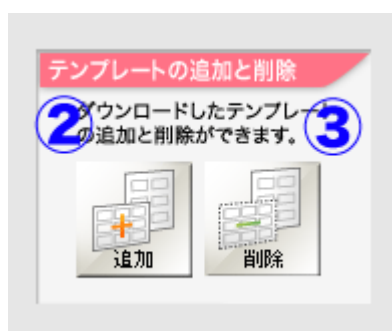 テンプレートの追加と削除
② ダウンロードしたテンプレート ③
の追加と削除ができます。
追加 削除